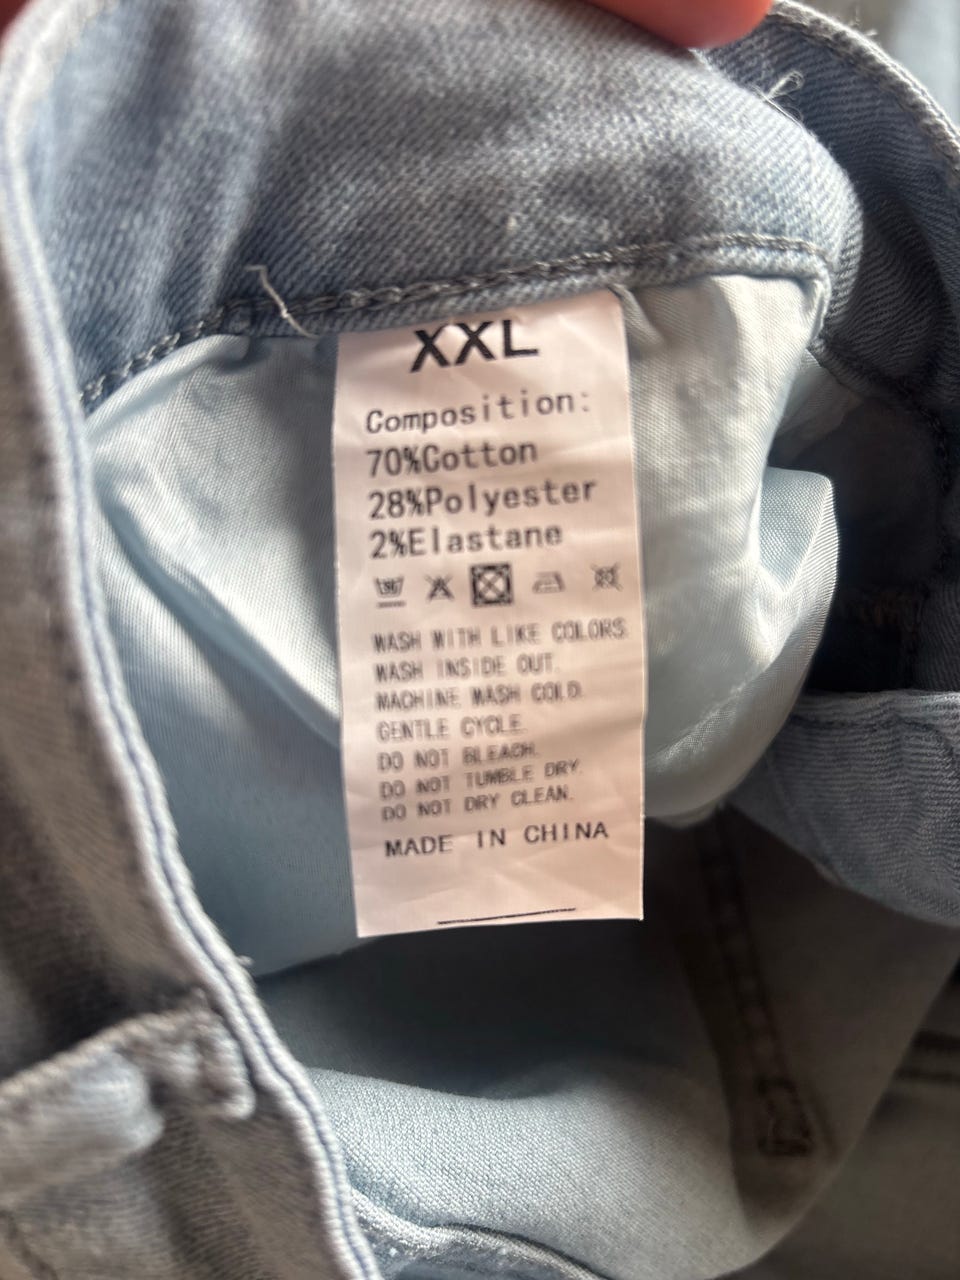 XXL
Composition:
70%Cotton
28%Polyester
2%Elastane
WASH WITH LIKE COLORS.
WASH INSIDE OUT.
MACHINE WASH COLD.
GENTLE CYCLE.
DO NOT BLEACH.
DO NOT TUMBLE DRY.
DO NOT DRY CLEAN.
MADE IN CHINA